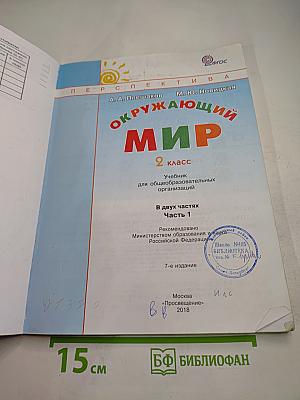 ФГОС
ПЕРСПЕКТИВА
А. А. Плешаков М. Ю. Новицкая
ОКРУЖАЮЩИЙ
МИР
2 класс
Учебник
для общеобразовательных
организаций
В двух частях
Часть 1
Рекомендовано
Министерством образования и
Российской Федерации
7-е издание
БИБЛИОТЕКА
Москва
«Просвещение»
2018
15 см
БФ БИБЛИОФАН